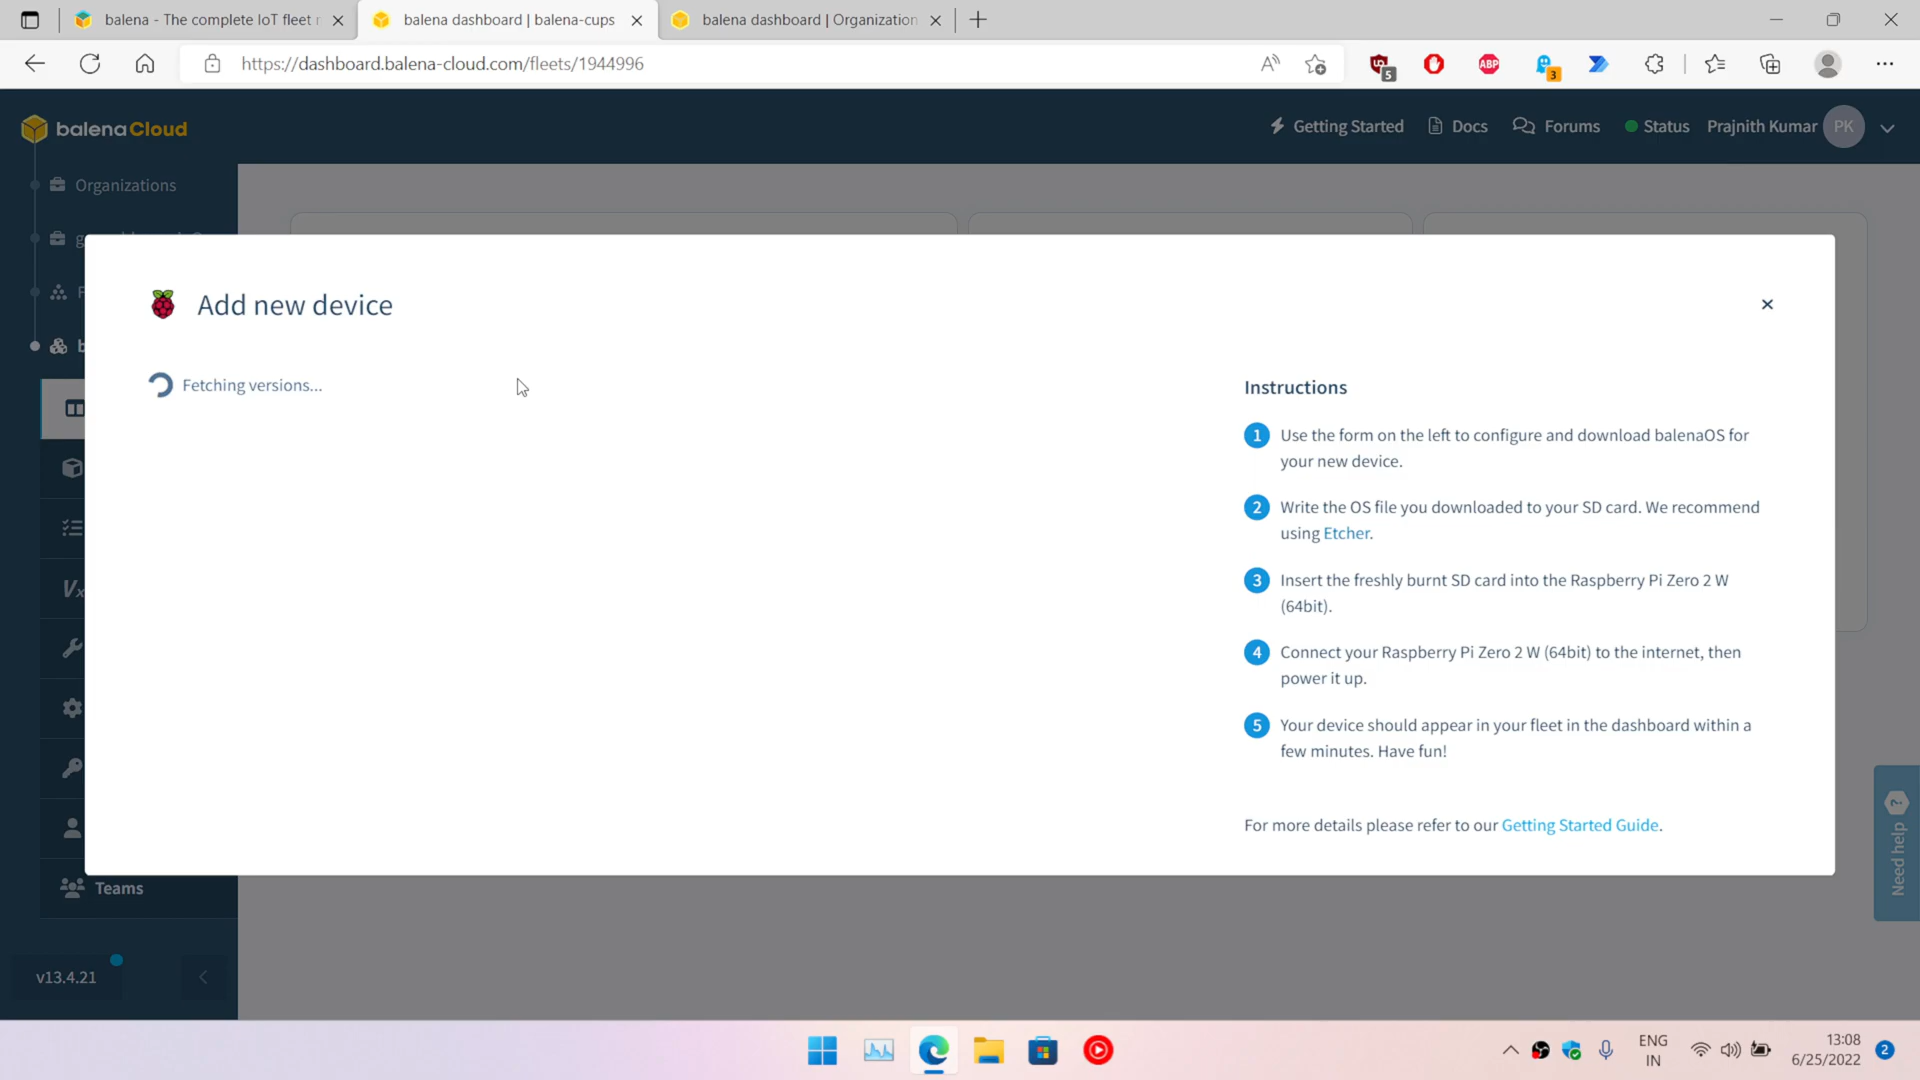 balena - The complete IoT fleet
balena dashboard | balena-cups
balena dashboard | Organization
https://dashboard.balena-cloud.com/fleets/1944996
5
ABP
3
balenaCloud
Getting Started
Docs
Forums
Status
Prajnith Kumar
PK
Organizations
Add new device
Fetching versions...
Instructions
1 Use the form on the left to configure and download balenaOS for
your new device.
2 Write the OS file you downloaded to your SD card. We recommend
using Etcher.
3 Insert the freshly burnt SD card into the Raspberry Pi Zero 2 W
(64bit).
4 Connect your Raspberry Pi Zero 2 W (64bit) to the internet, then
power it up.
5 Your device should appear in your fleet in the dashboard within a
few minutes. Have fun!
For more details please refer to our Getting Started Guide.
Need help
?
Teams
v13.4.21
ENG
IN
13:08
6/25/2022
2